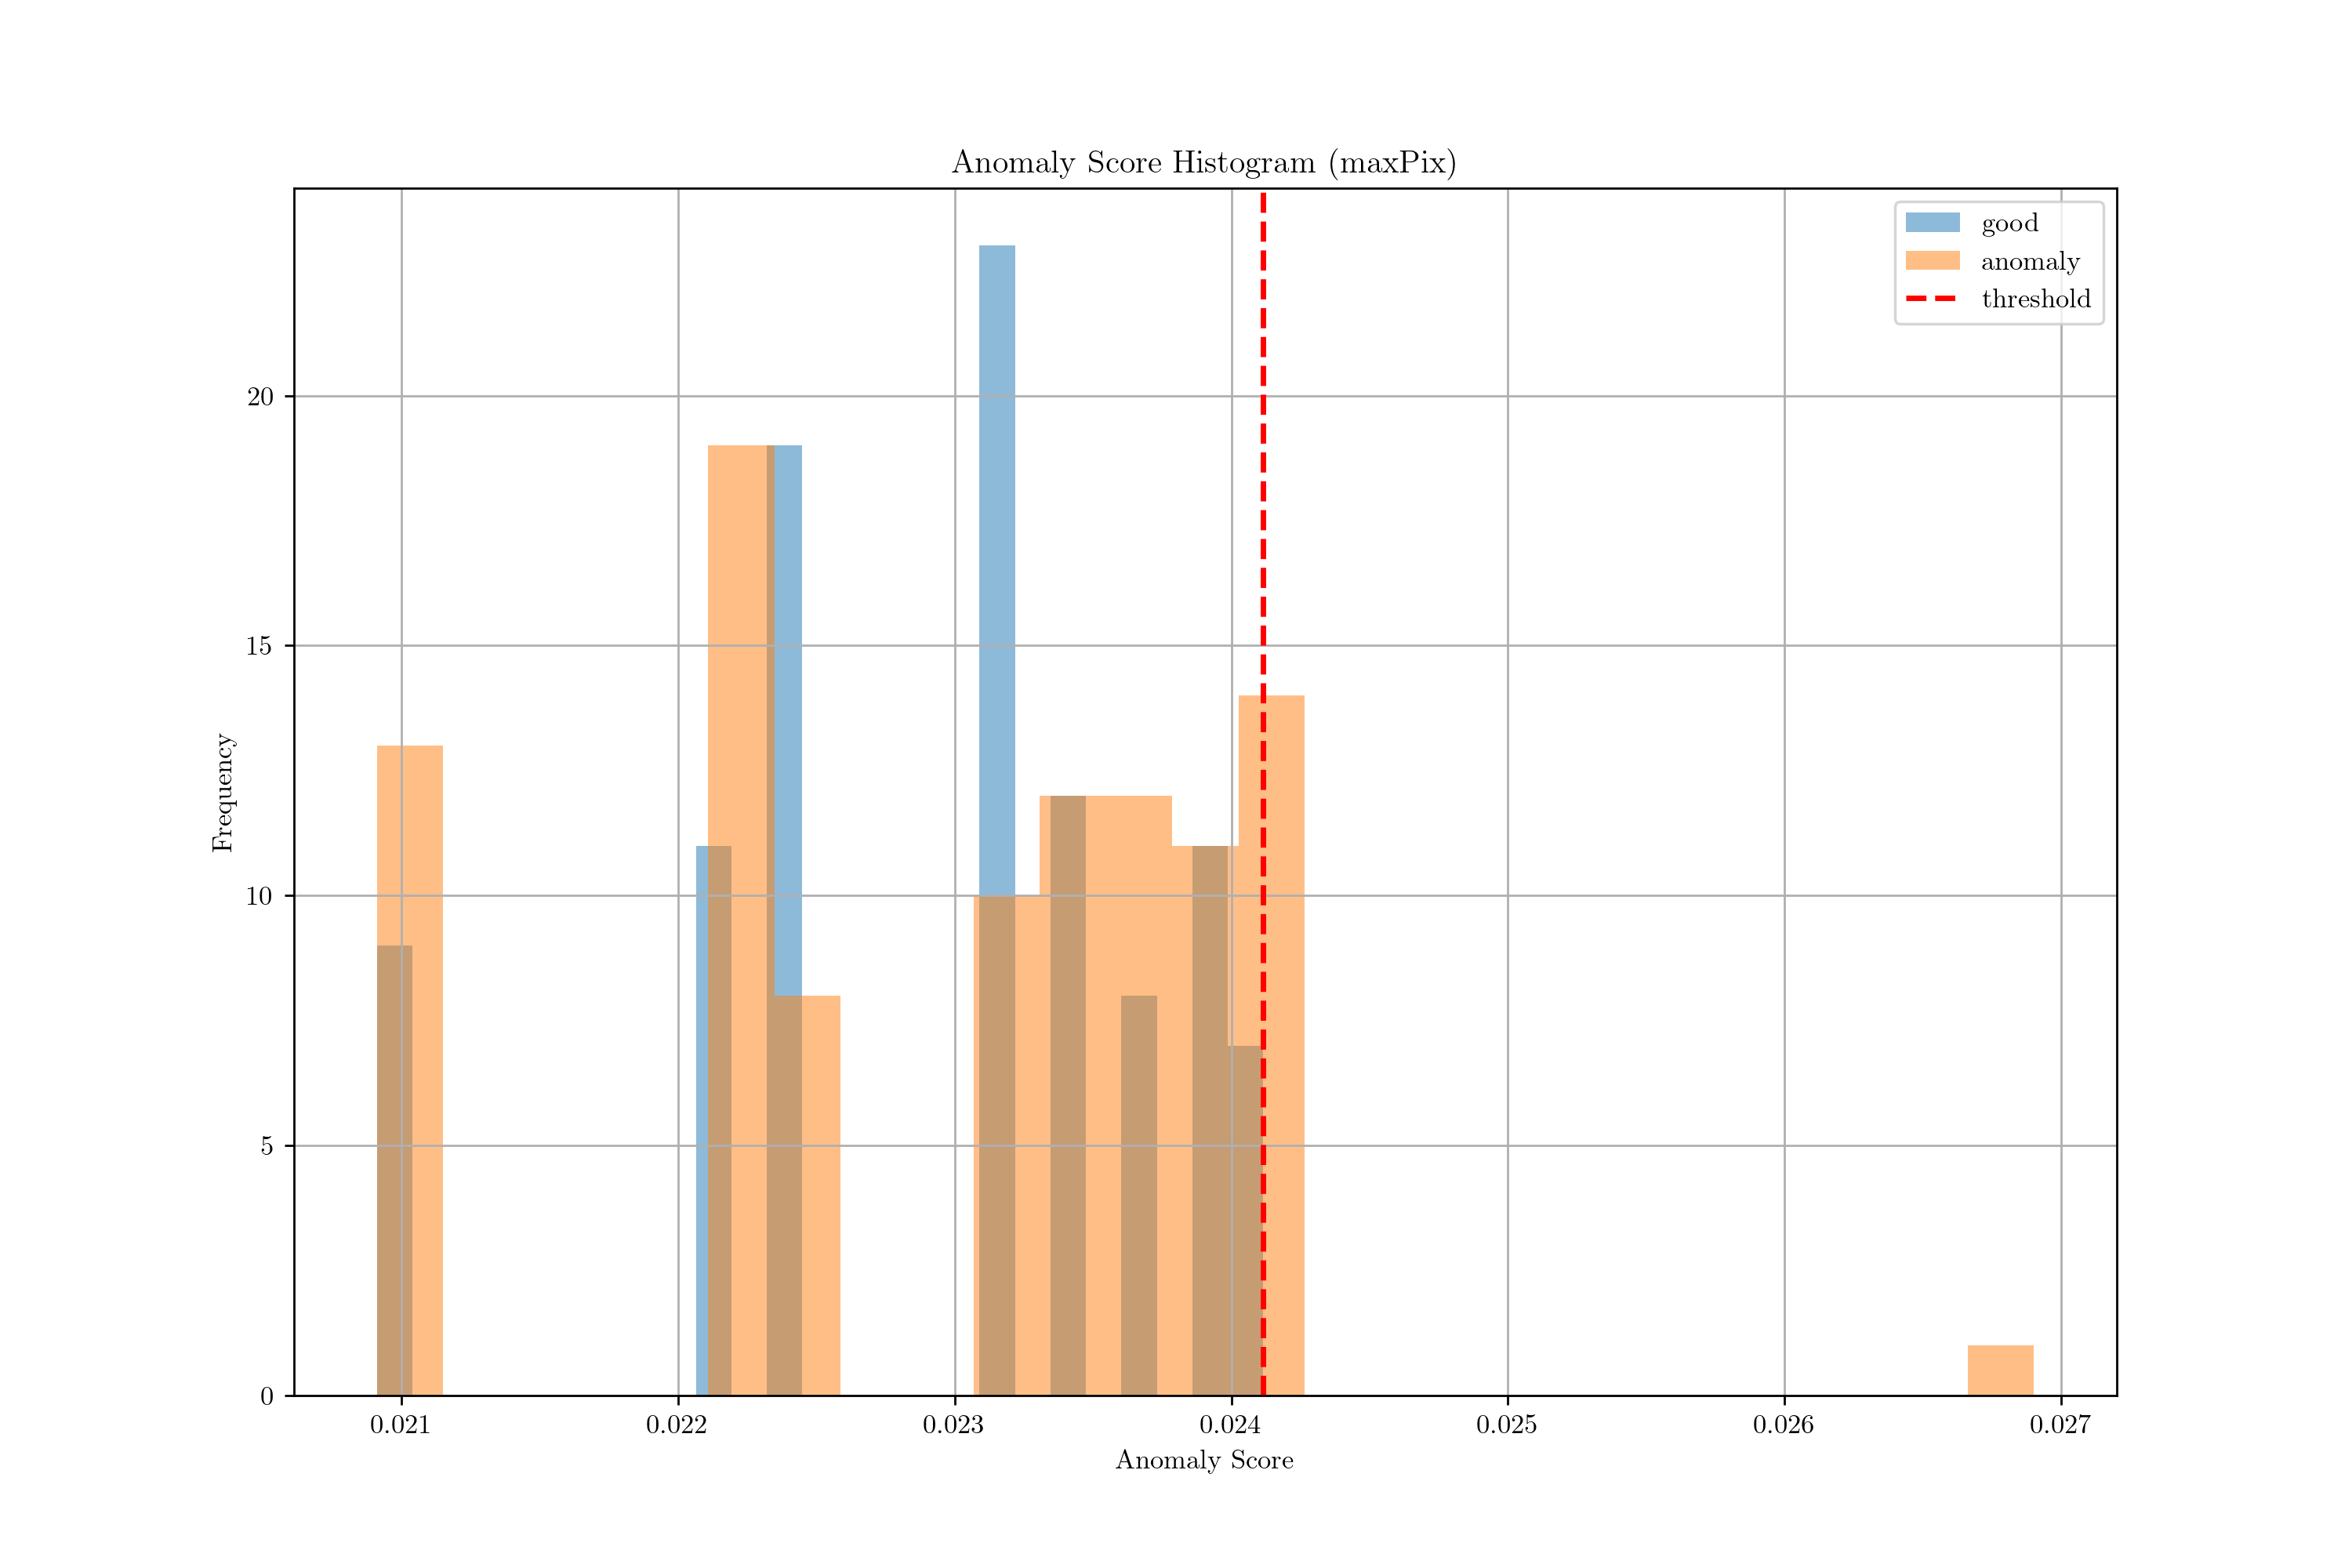 Anomaly Score Histogram (maxPix)
good
anomaly
threshold
20
15
10
5
0
Frequency
0.021 0.022 0.023 0.024 0.025 0.026 0.027
Anomaly Score